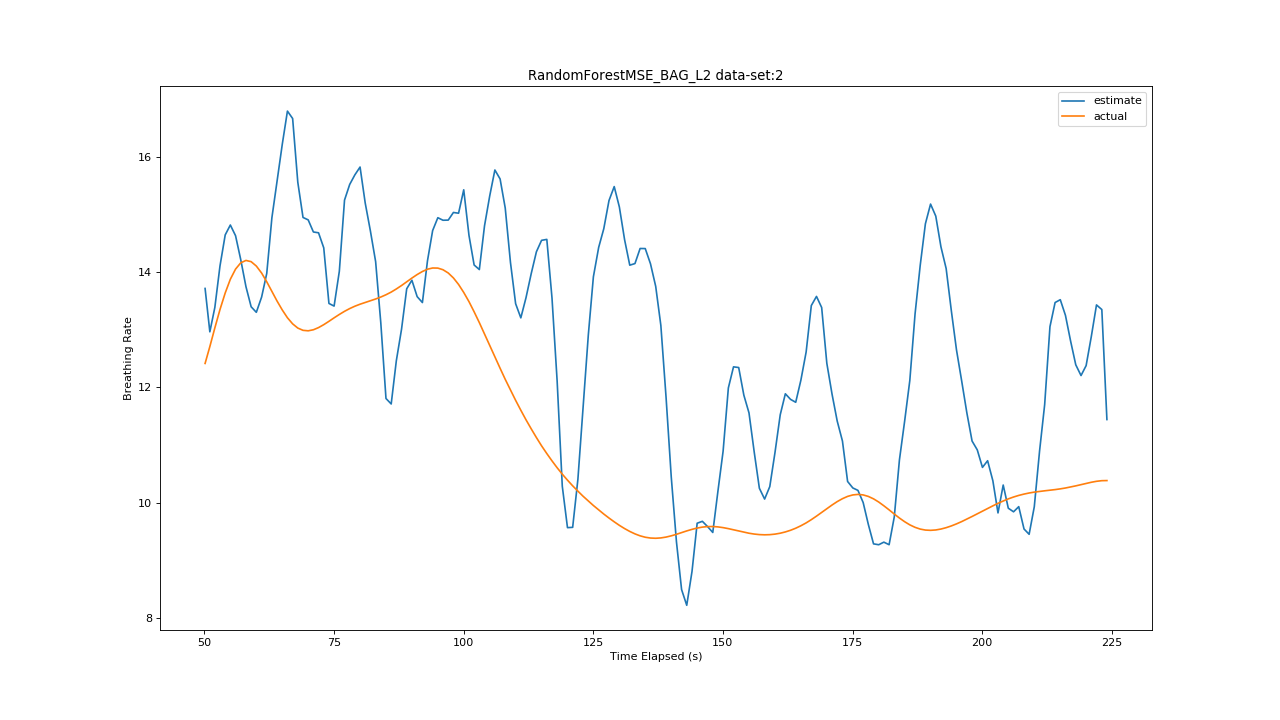 RandomForestMSE_BAG_L2 data-set:2
estimate
actual
16
14
12
10
8
Breathing Rate
50 75 100 125 150 175 200 225
Time Elapsed (s)